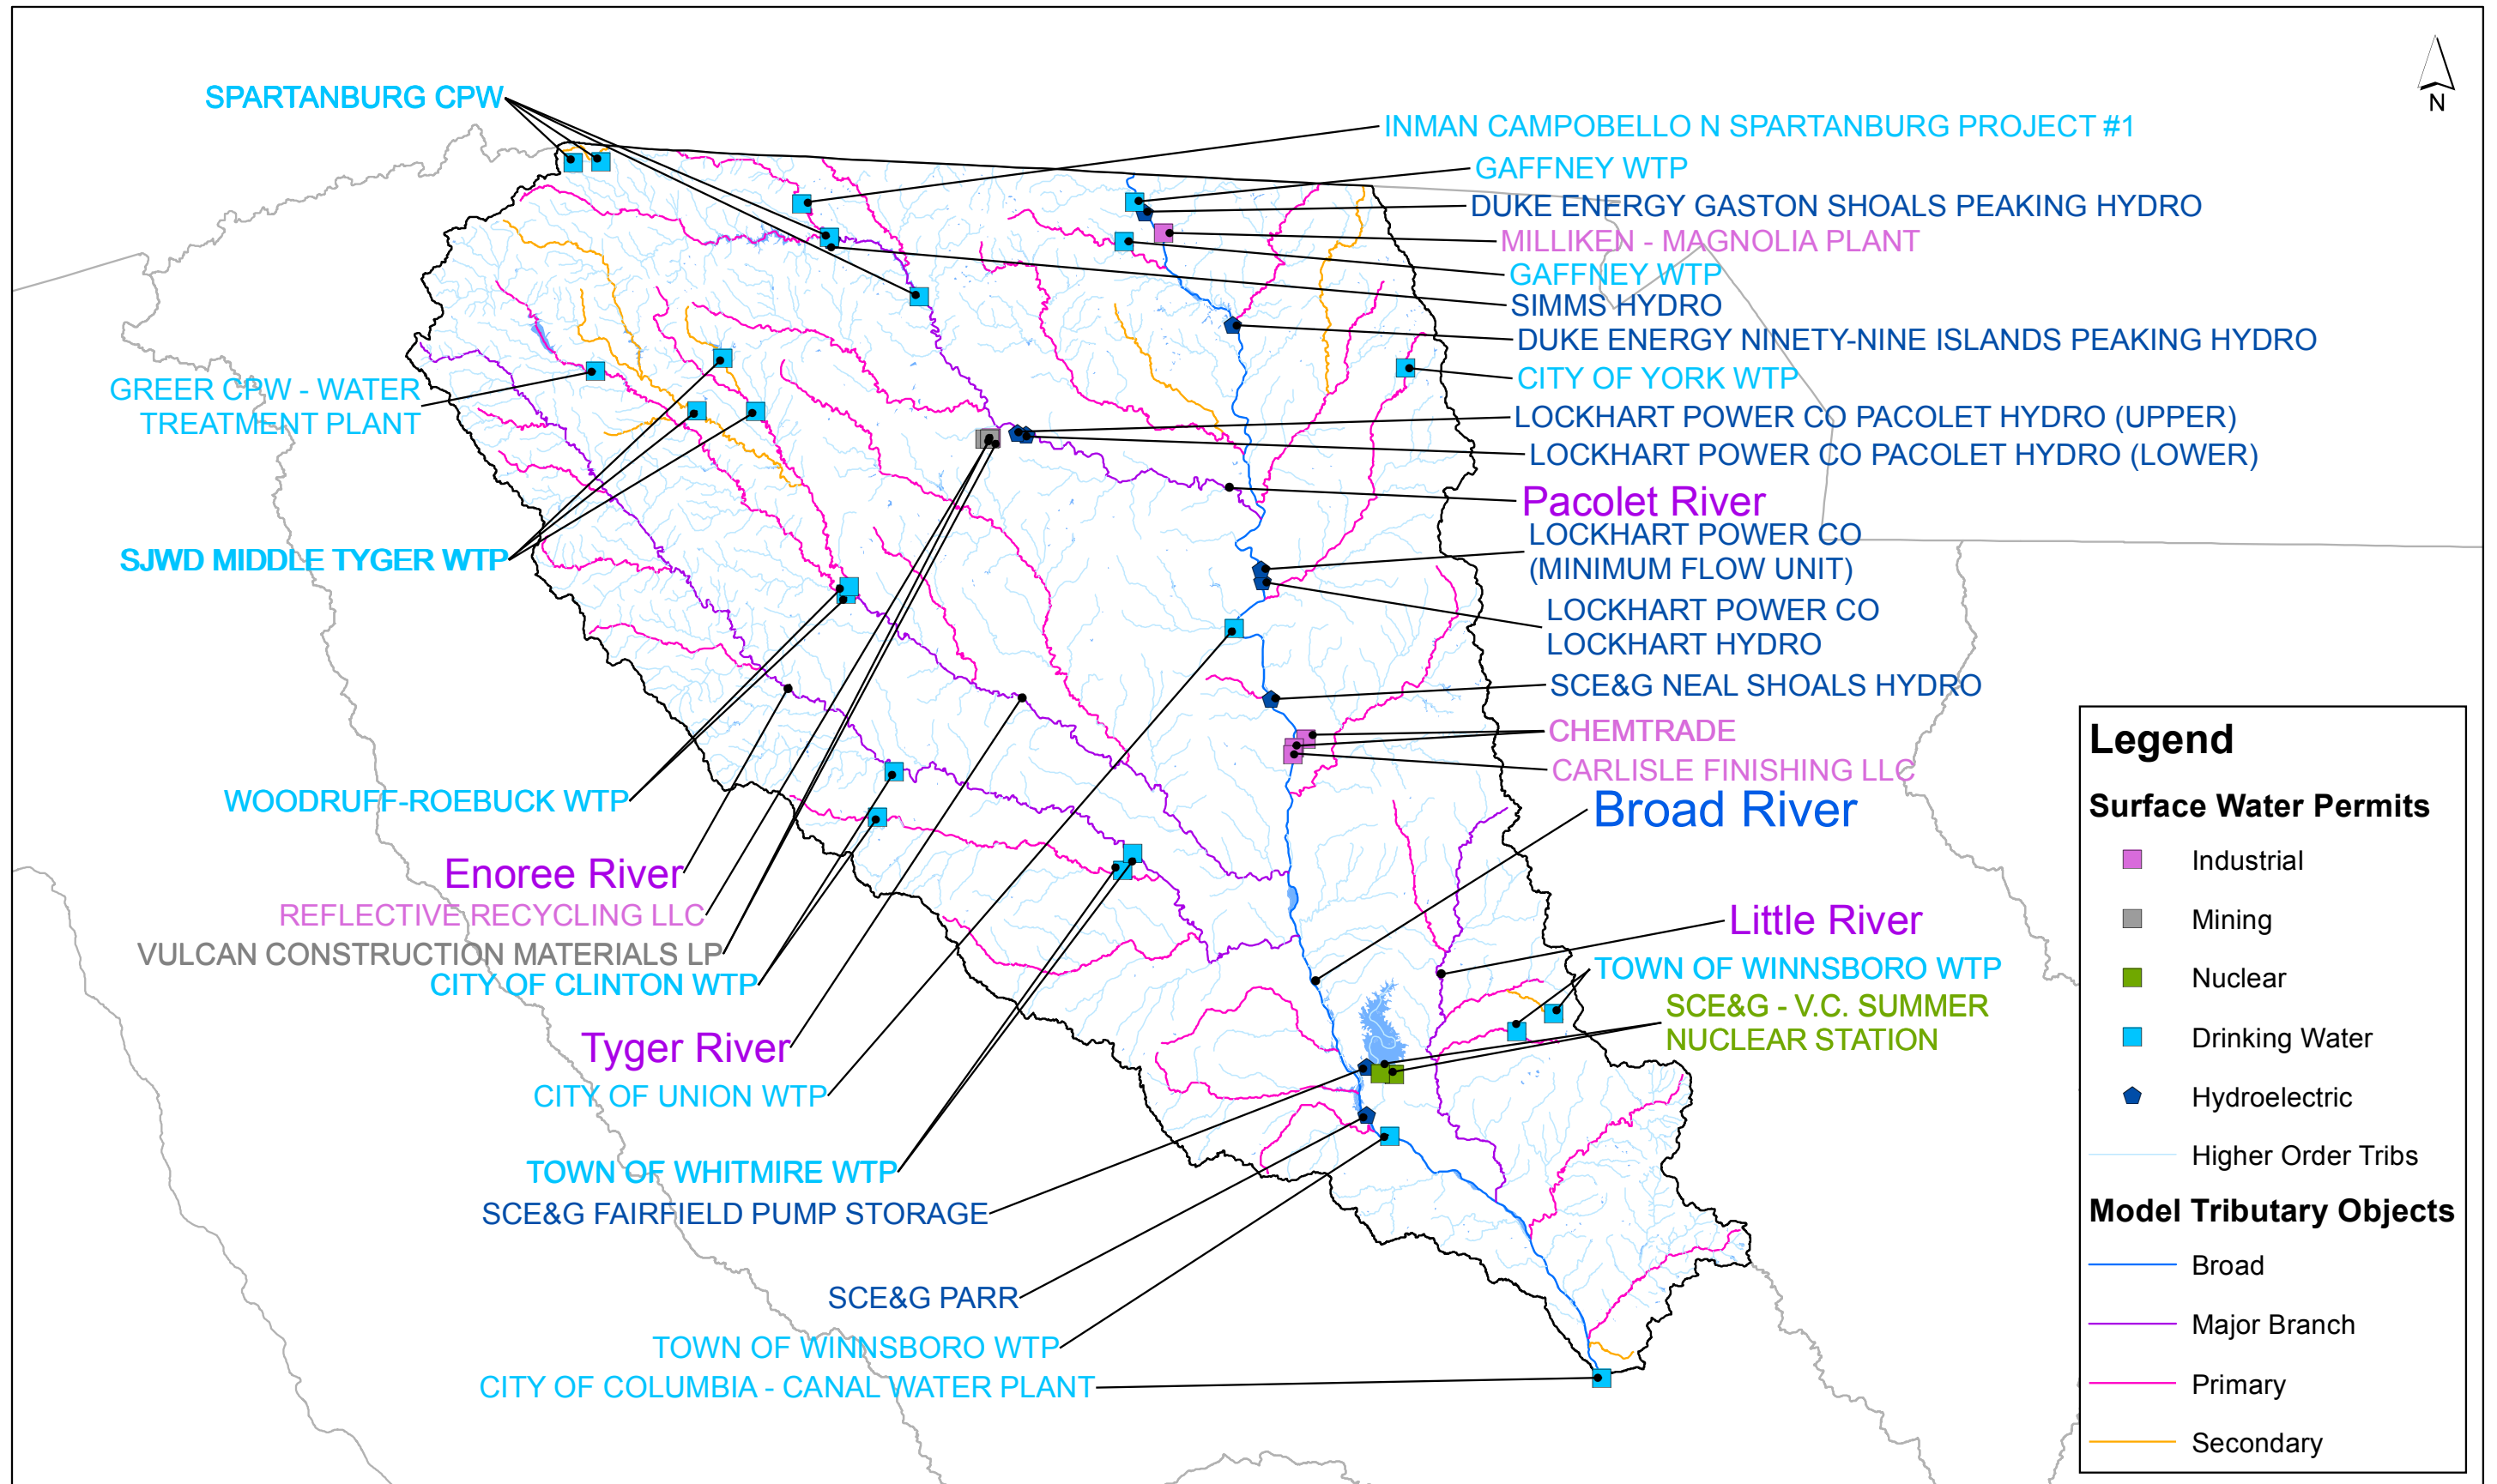 SPARTANBURG CPW
N
INMAN CAMPOBELLO N SPARTANBURG PROJECT #1
GAFFNEY WTP
DUKE ENERGY GASTON SHOALS PEAKING HYDRO
MILLIKEN - MAGNOLIA PLANT
GAFFNEY WTP
SIMMS HYDRO
DUKE ENERGY NINETY-NINE ISLANDS PEAKING HYDRO
CITY OF YORK WTP
GREER CPW - WATER
TREATMENT PLANT
LOCKHART POWER CO PACOLET HYDRO (UPPER)
LOCKHART POWER CO PACOLET HYDRO (LOWER)
Pacolet River
LOCKHART POWER CO
(MINIMUM FLOW UNIT)
SJWD MIDDLE TYGER WTP
LOCKHART POWER CO
LOCKHART HYDRO
SCE&G NEAL SHOALS HYDRO
CHEMTRADE
CARLISLE FINISHING LLC
Broad River
WOODRUFF-ROEBUCK WTP
Enoree River
REFLECTIVE RECYCLING LLC
VULCAN CONSTRUCTION MATERIALS LP
CITY OF CLINTON WTP
Little River
TOWN OF WINNSBORO WTP
SCE&G - V.C. SUMMER
NUCLEAR STATION
Tyger River
CITY OF UNION WTP
TOWN OF WHITMIRE WTP
SCE&G FAIRFIELD PUMP STORAGE
SCE&G PARR
TOWN OF WINNSBORO WTP
CITY OF COLUMBIA - CANAL WATER PLANT
Legend
Surface Water Permits
Industrial
Mining
Nuclear
Drinking Water
Hydroelectric
Higher Order Tribs
Model Tributary Objects
Broad
Major Branch
Primary
Secondary